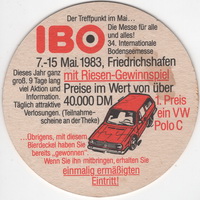 Der Treffpunkt im Mai...
IBO
Die Messe für alle
und alles!
34. Internationale
Bodenseemesse
7.-15 Mai.1983, Friedrichshafen
Dieses Jahr ganz
groß. 9 Tage lang
viel Aktion und
Information.
Täglich attraktive
Verlosungen, (Teilnahme-
scheine an der Theke)
mit Riesen-Gewinnspiel
Preise im Wert von über
40.000 DM
1. Preis
ein VW
Polo C
...Übrigens, mit diesem
Bierdeckel haben Sie
bereits „gewonnen".
Wenn Sie ihn mitbringen, erhalten Sie
einmalig ermäßigten
Eintritt!